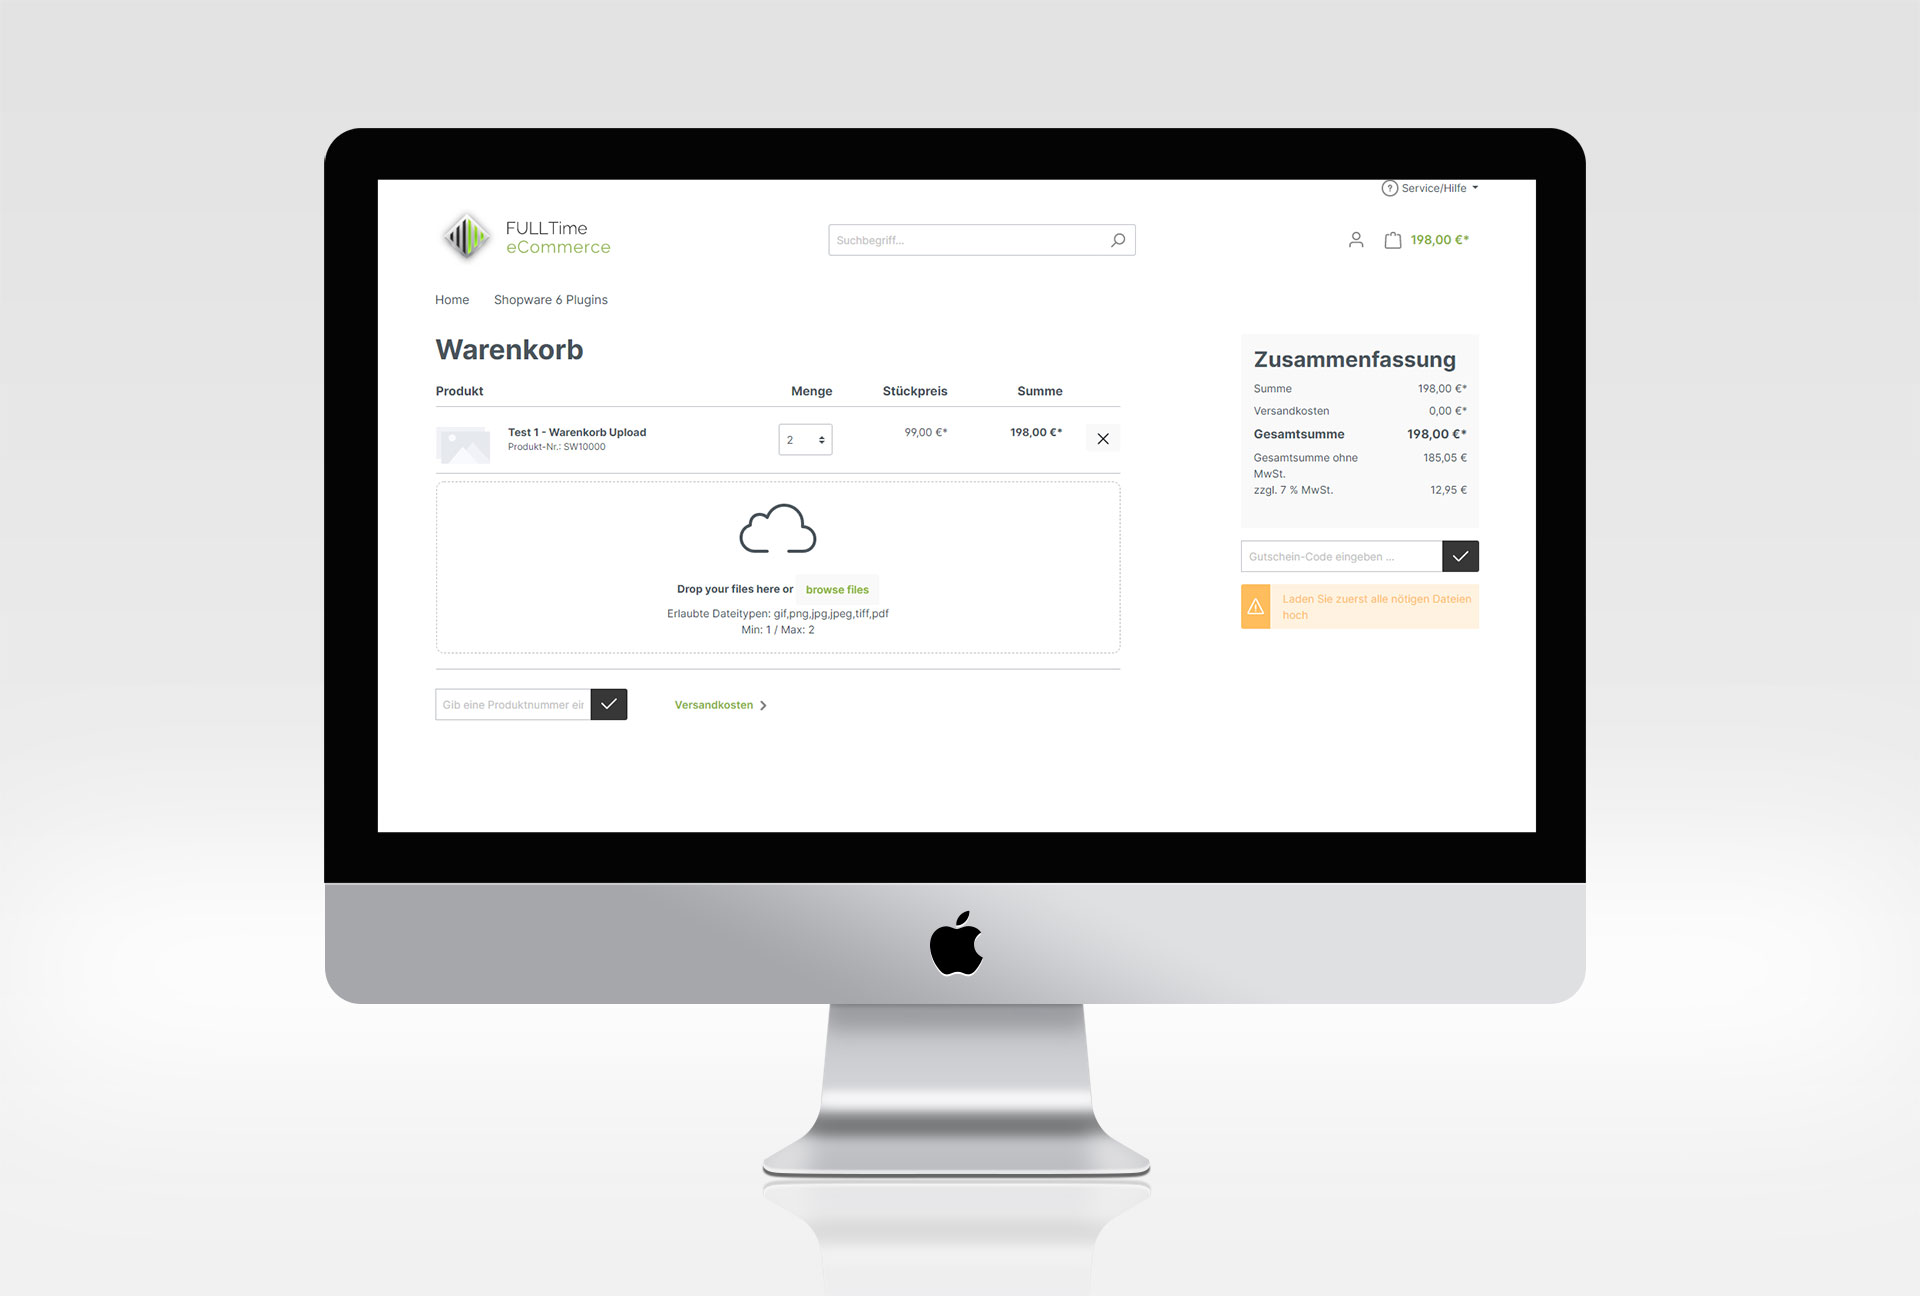 Service/Hilfe
FULLTime
eCommerce
Suchbegriff...
198,00 €*
Home
Shopware 6 Plugins
Warenkorb
Produkt
Menge
Stückpreis
Summe
Test 1 - Warenkorb Upload
Produkt-Nr.: SW10000
2
99,00 €*
198,00 €*
Drop your files here or
browse files
Erlaubte Dateitypen: gif,png,jpg,jpeg,tiff,pdf
Min: 1 / Max: 2
Gib eine Produktnummer ein
Versandkosten
Zusammenfassung
Summe 198,00 €*
Versandkosten 0,00 €*
Gesamtsumme 198,00 €*
Gesamtsumme ohne 185,05 €
MwSt.
zzgl. 7 % MwSt. 12,95 €
Gutschein-Code eingeben ...
Laden Sie zuerst alle nötigen Dateien
hoch